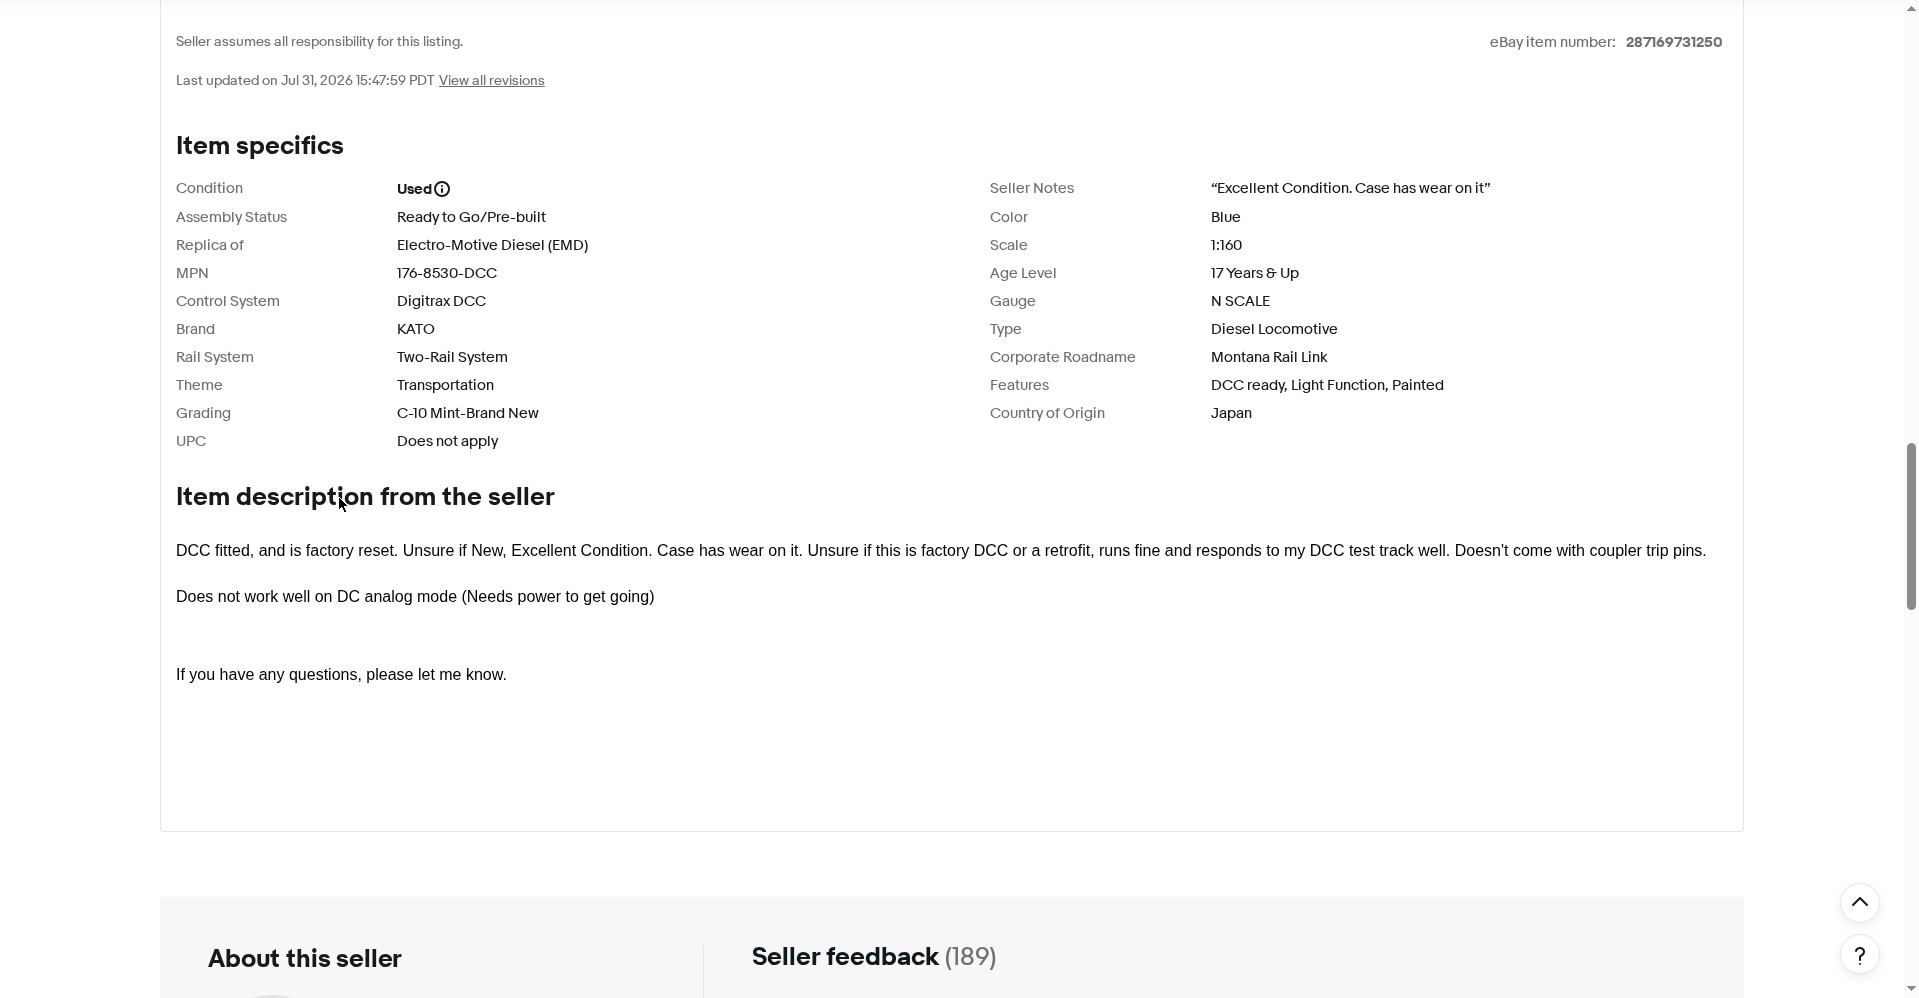 Seller assumes all responsibility for this listing.
eBay item number: 287169731250
Last updated on Jul 31, 2026 15:47:59 PDT View all revisions
Item specifics
Condition Used
Seller Notes “Excellent Condition. Case has wear on it”
Assembly Status Ready to Go/Pre-built
Color Blue
Replica of Electro-Motive Diesel (EMD)
Scale 1:160
MPN 176-8530-DCC
Age Level 17 Years & Up
Control System Digitrax DCC
Gauge N SCALE
Brand KATO
Type Diesel Locomotive
Rail System Two-Rail System
Corporate Roadname Montana Rail Link
Theme Transportation
Features DCC ready, Light Function, Painted
Grading C-10 Mint-Brand New
Country of Origin Japan
UPC Does not apply
Item description from the seller
DCC fitted, and is factory reset. Unsure if New, Excellent Condition. Case has wear on it. Unsure if this is factory DCC or a retrofit, runs fine and responds to my DCC test track well. Doesn't come with coupler trip pins.
Does not work well on DC analog mode (Needs power to get going)
If you have any questions, please let me know.
About this seller
Seller feedback (189)
?